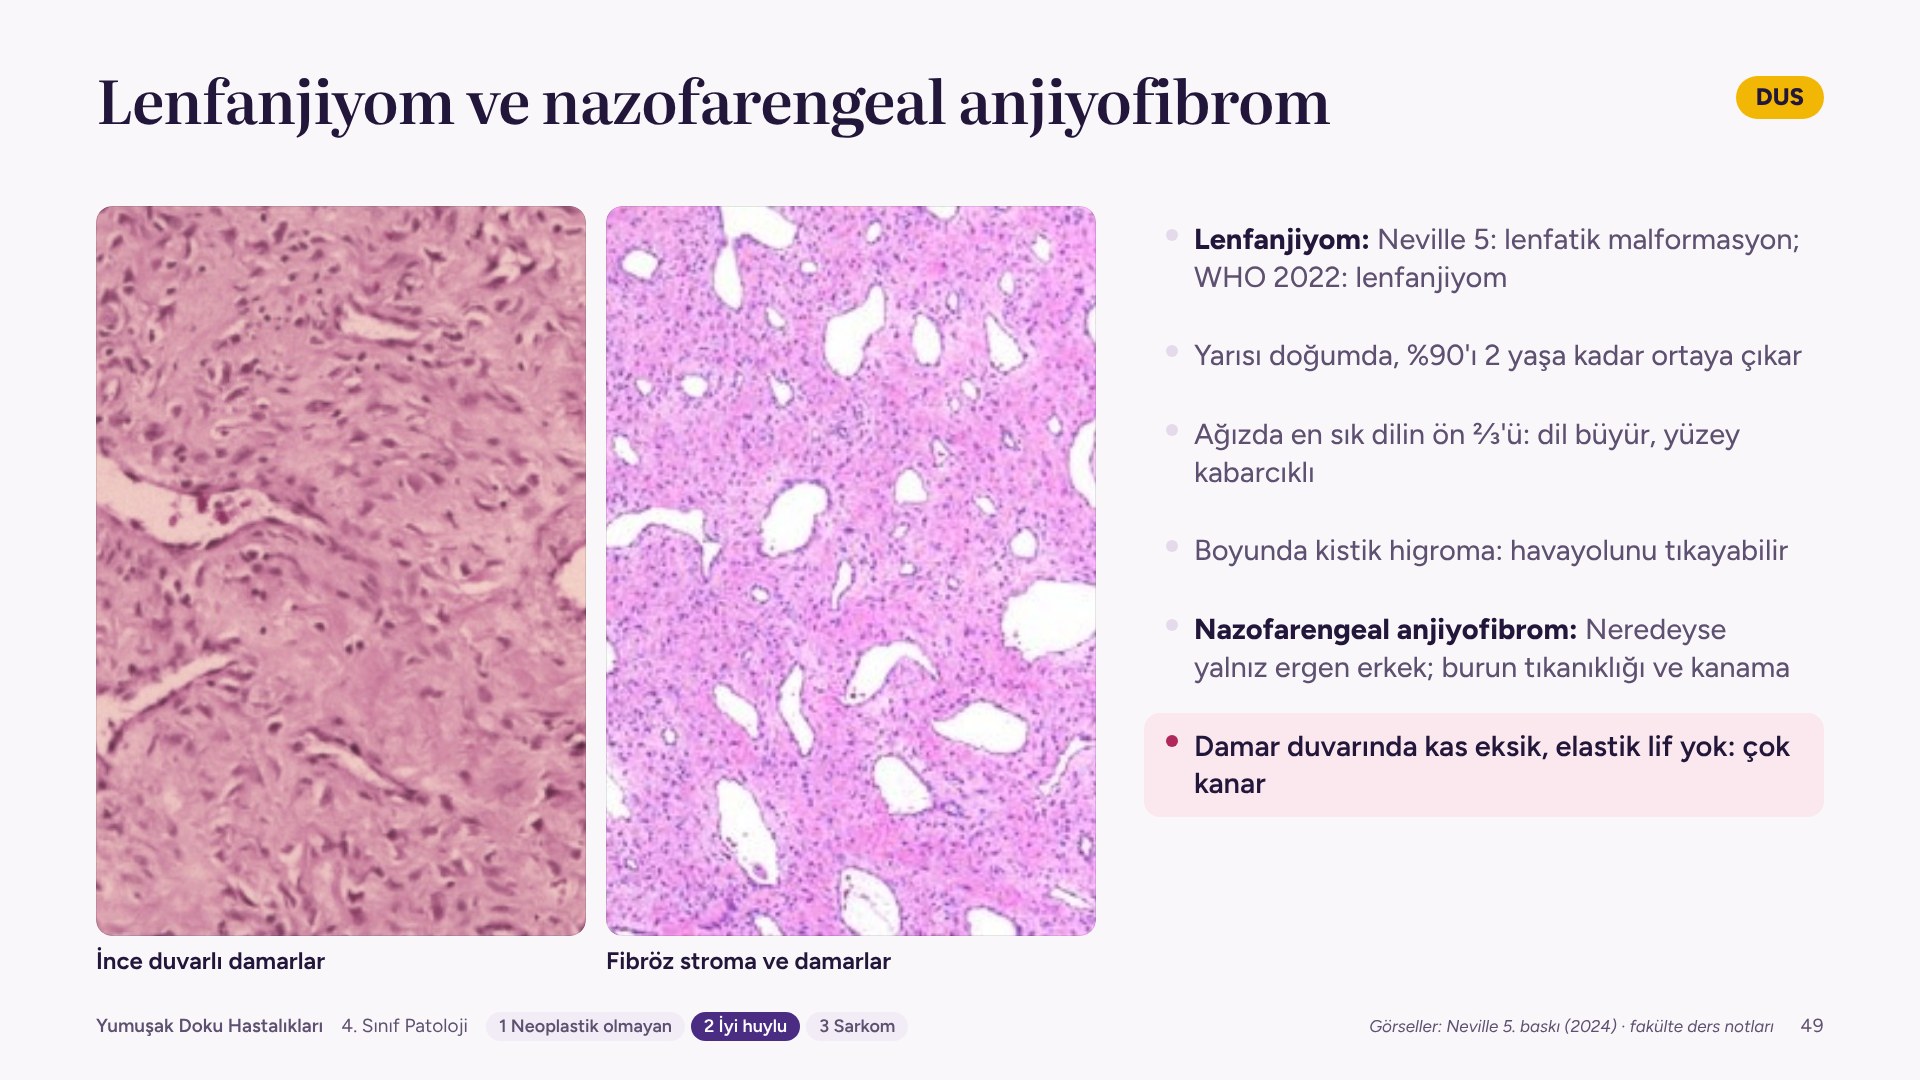 Lenfanjiyom ve nazofarengeal anjiyofibrom
DUS
İnce duvarlı damarlar
Fibröz stroma ve damarlar
Lenfanjiyom: Neville 5: lenfatik malformasyon;
WHO 2022: lenfanjiyom
Yarısı doğumda, %90'ı 2 yaşa kadar ortaya çıkar
Ağızda en sık dilin ön ⅔'ü: dil büyür, yüzey
kabarcıklı
Boyunda kistik higroma: havayolunu tıkayabilir
Nazofarengeal anjiyofibrom: Neredeyse
yalnız ergen erkek; burun tıkanıklığı ve kanama
Damar duvarında kas eksik, elastik lif yok: çok
kanar
Yumuşak Doku Hastalıkları 4. Sınıf Patoloji 1 Neoplastik olmayan 2 İyi huylu 3 Sarkom
Görseller: Neville 5. baskı (2024) · fakülte ders notları 49